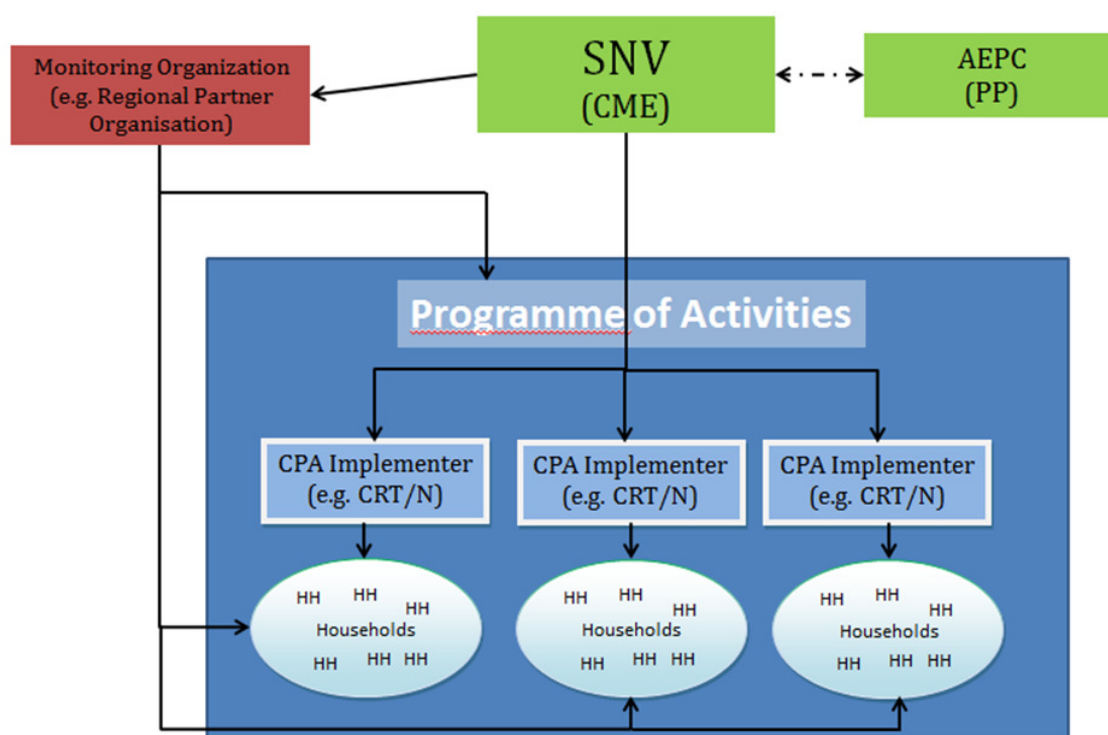 Monitoring Organization
(e.g. Regional Partner
Organisation)
SNV
(CME)
AEPC
(PP)
Programme of Activities
CPA Implementer
(e.g. CRT/N)
CPA Implementer
(e.g. CRT/N)
CPA Implementer
(e.g. CRT/N)
HH HH HH
Households
HH HH HH
HH HH HH
Households
HH HH HH
HH HH HH
Households
HH HH HH